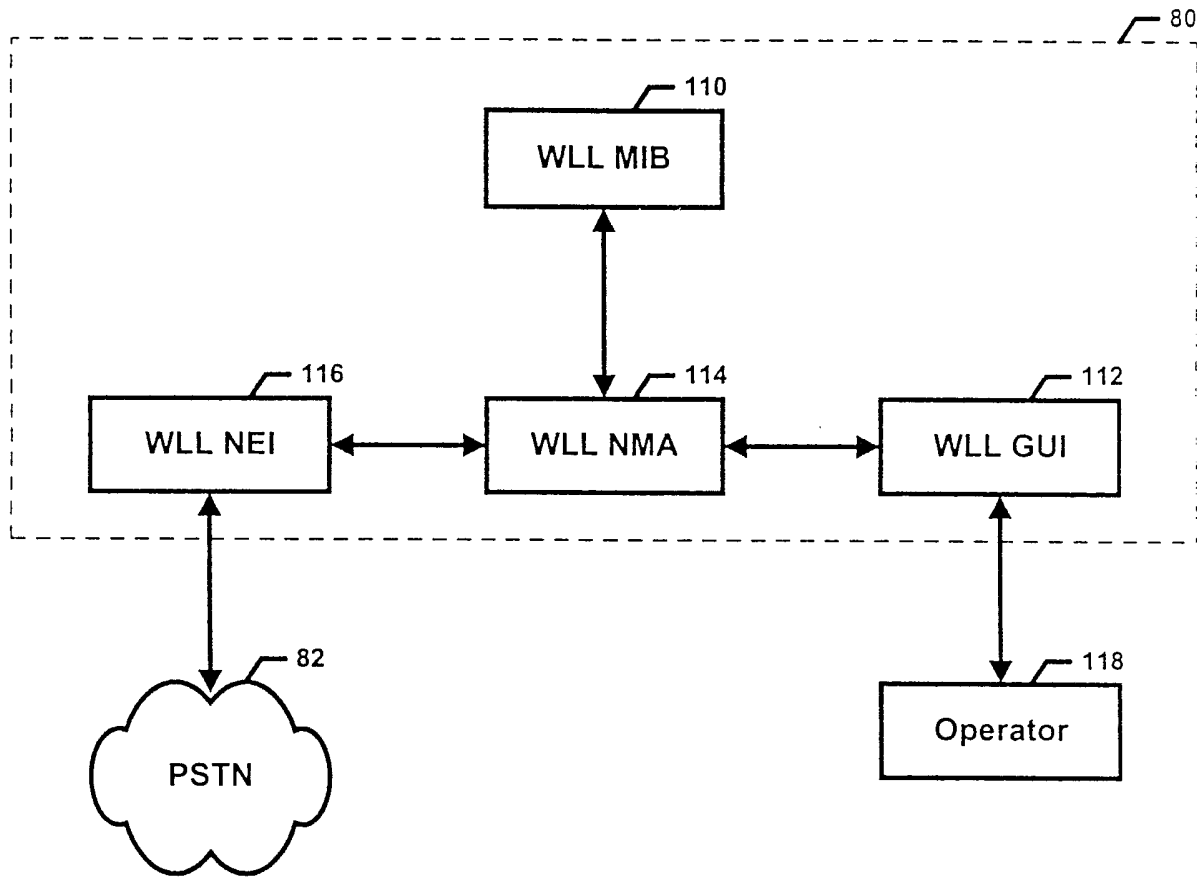 80
110
WLL MIB
116
114
112
WLL NEI
WLL NMA
WLL GUI
82
118
PSTN
Operator